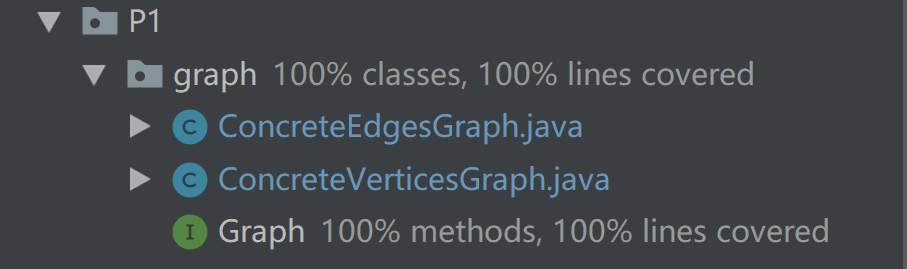 P1
graph 100% classes, 100% lines covered
C ConcreteEdgesGraph.java
C ConcreteVerticesGraph.java
I Graph 100% methods, 100% lines covered